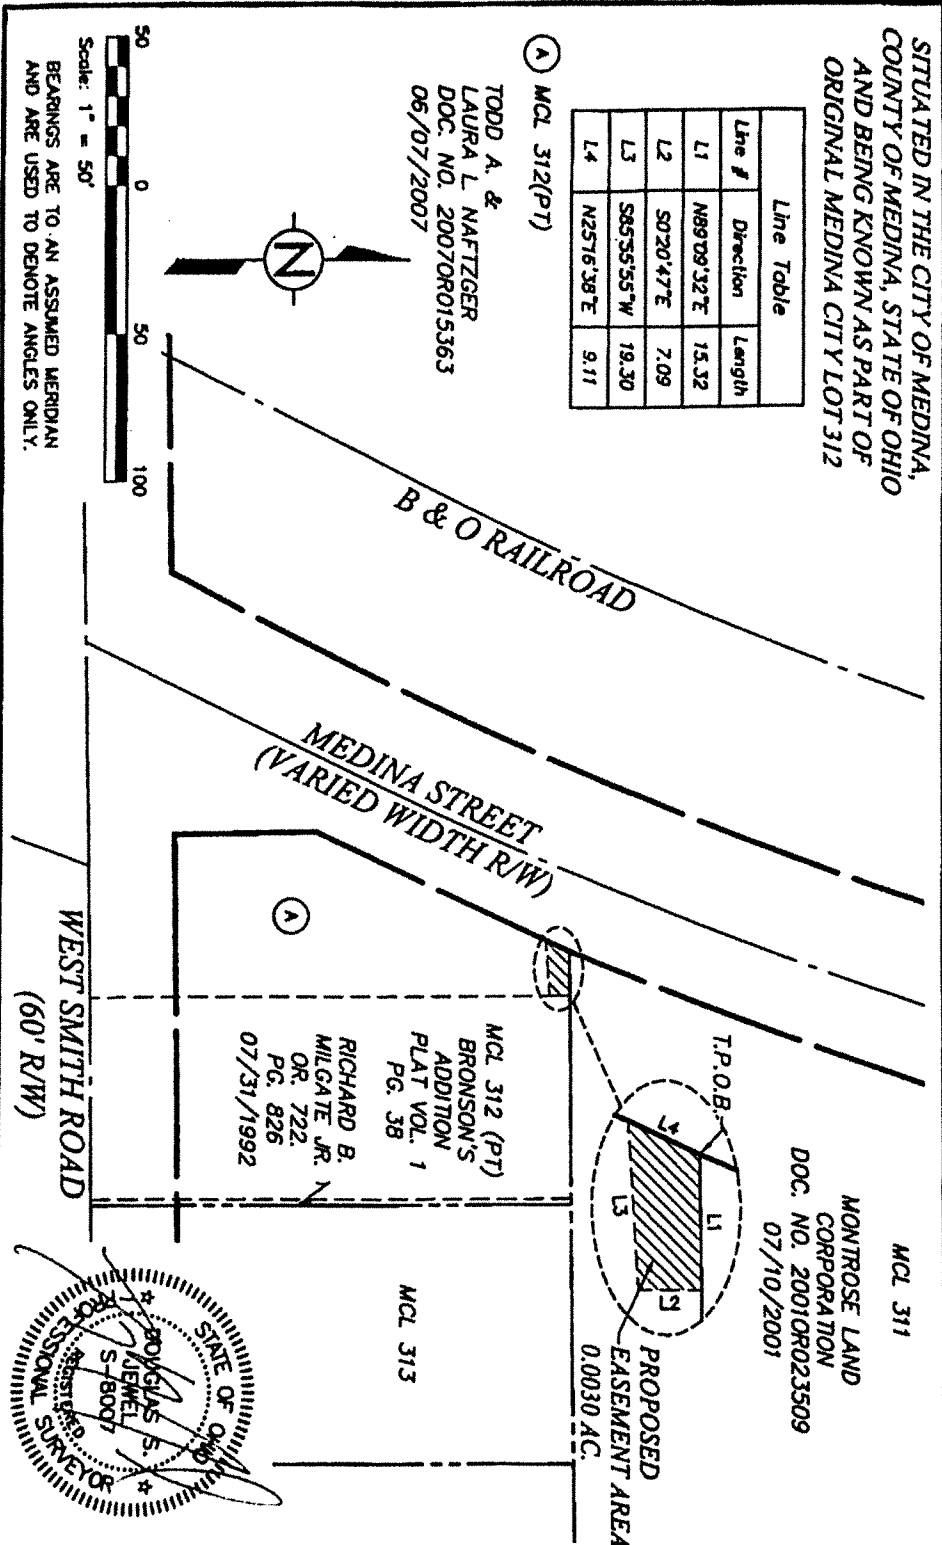 SITUATED IN THE CITY OF MEDINA,
COUNTY OF MEDINA, STATE OF OHIO
AND BEING KNOWN AS PART OF
ORIGINAL MEDINA CITY LOT 312
Line Table
Line # Direction Length
L1 N89°09'32"E 15.32
L2 S0°20'47"E 7.09
L3 S85°55'55"W 19.30
L4 N25°16'38"E 9.11
A MCL 312(PT)
TODD A. &
LAURA L. NAFTZGER
DOC. NO. 2007OR015363
06/07/2007
N
50 0 50 100
Scale: 1" = 50'
BEARINGS ARE TO AN ASSUMED MERIDIAN
AND ARE USED TO DENOTE ANGLES ONLY.
B & O RAILROAD
MEDINA STREET
(VARIED WIDTH R/W)
MCL 311
MONTROSE LAND
CORPORATION
DOC. NO. 2001OR023509
07/10/2001
T.P.O.B.
L4
L1
L3
L2
PROPOSED
EASEMENT AREA
0.0030 AC.
A
MCL 312 (PT)
BRONSON'S
ADDITION
PLAT VOL. 1
PG. 38
RICHARD B.
MILGATE JR.
OR. 722
PG. 826
07/31/1992
MCL 313
WEST SMITH ROAD
(60' R/W)
STATE OF OHIO
DOUGLAS S.
JEWEL
S-8007
REGISTERED
PROFESSIONAL SURVEYOR